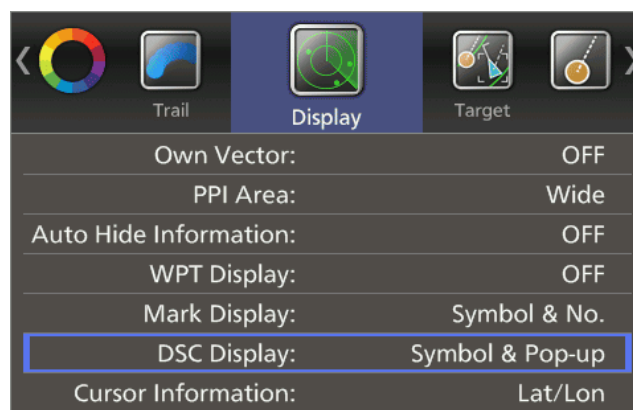 Trail
Display
Target
Own Vector: OFF
PPI Area: Wide
Auto Hide Information: OFF
WPT Display: OFF
Mark Display: Symbol & No.
DSC Display: Symbol & Pop-up
Cursor Information: Lat/Lon